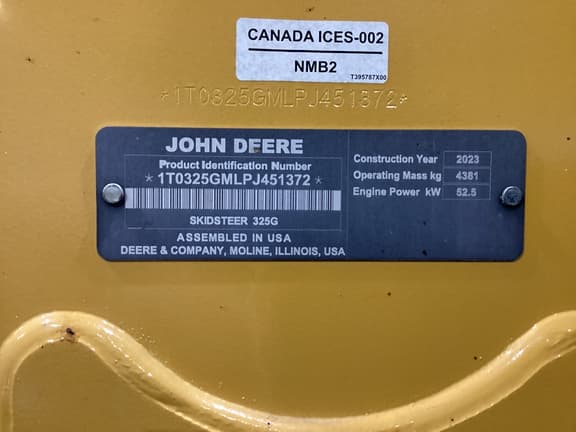 CANADA ICES-002
NMB2
T395787X00
*1T0325GMLPJ451372*
JOHN DEERE
Product Identification Number
*1T0325GMLPJ451372*
SKIDSTEER 325G
ASSEMBLED IN USA
DEERE & COMPANY, MOLINE, ILLINOIS, USA
Construction Year 2023
Operating Mass kg 4381
Engine Power kW 52.5